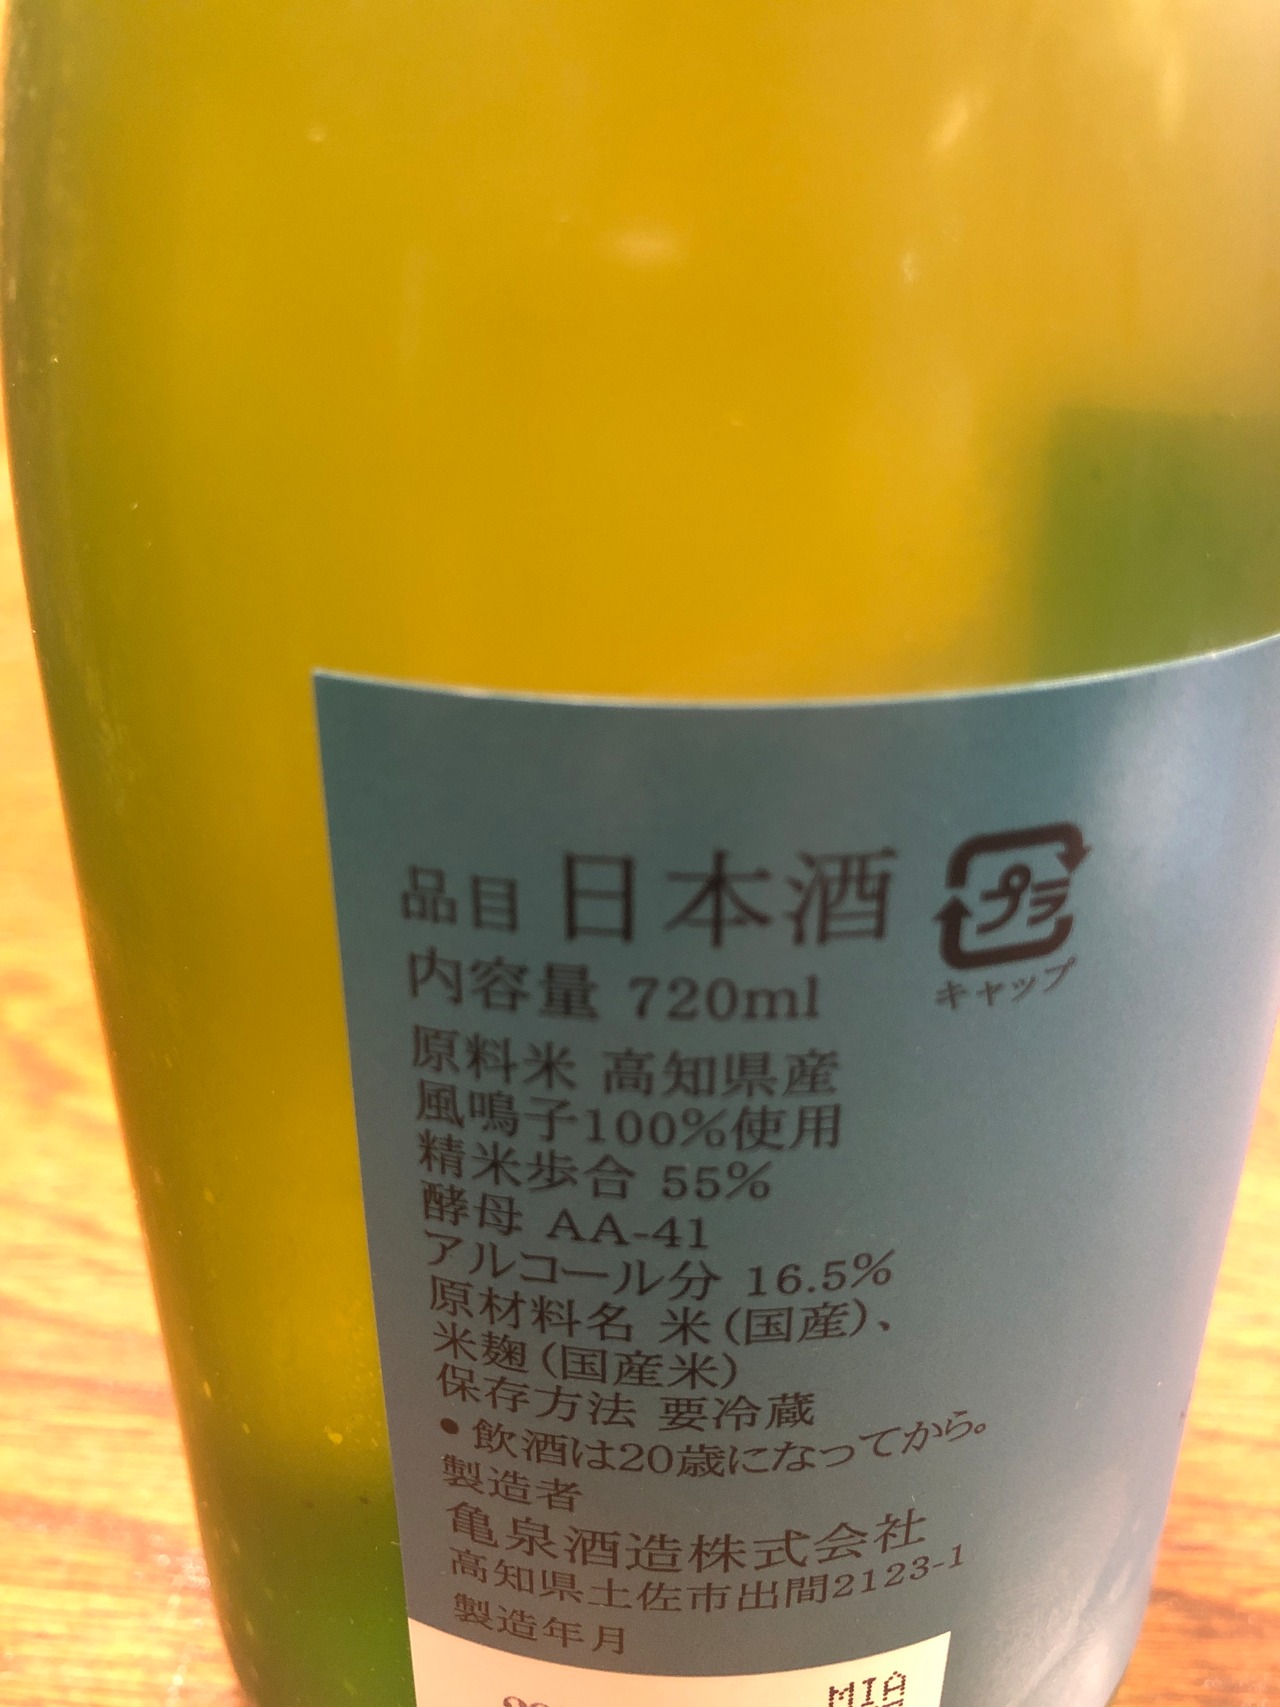 品目 日本酒
プラ
キャップ
内容量 720ml
原料米 高知県産
風鳴子100%使用
精米歩合 55%
酵母 AA-41
アルコール分 16.5%
原材料名 米(国産)、
米麹(国産米)
保存方法 要冷蔵
•飲酒は20歳になってから。
製造者
亀泉酒造株式会社
高知県土佐市出間2123-1
製造年月
MIA